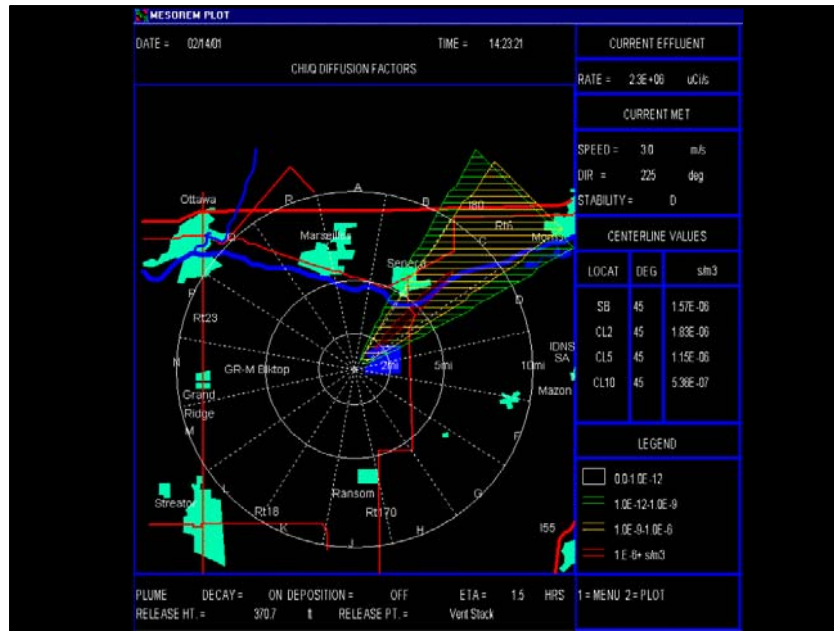 MESOREM PLOT
DATE = 02/14/01 TIME = 14:23:21
CHI/Q DIFFUSION FACTORS
CURRENT EFFLUENT
RATE = 2.3E+06 uCi/s
CURRENT MET
SPEED = 3.0 m/s
DIR = 225 deg
STABILITY = D
CENTERLINE VALUES
LOCAT DEG s/m3
SB 45 1.57E-06
CL2 45 1.83E-06
CL5 45 1.15E-06
CL10 45 5.36E-07
LEGEND
0.0-1.0E-12
1.0E-12-1.0E-9
1.0E-9-1.0E-6
1.E-6+ s/m3
A
R
B
Ottawa
I80
Rt6
Q
Marseilles
C
Morris
Seneca
P
D
Rt23
IDNS
SA
N
GR-M Blktop
2mi
5mi
10mi
Mazon
Grand
Ridge
M
F
L
Ransom
G
Streator
Rt18
Rt170
K
H
I55
J
PLUME DECAY = ON DEPOSITION = OFF ETA = 1.5 HRS
RELEASE HT. = 370.7 ft RELEASE PT. = Vent Stack
1 = MENU 2 = PLOT